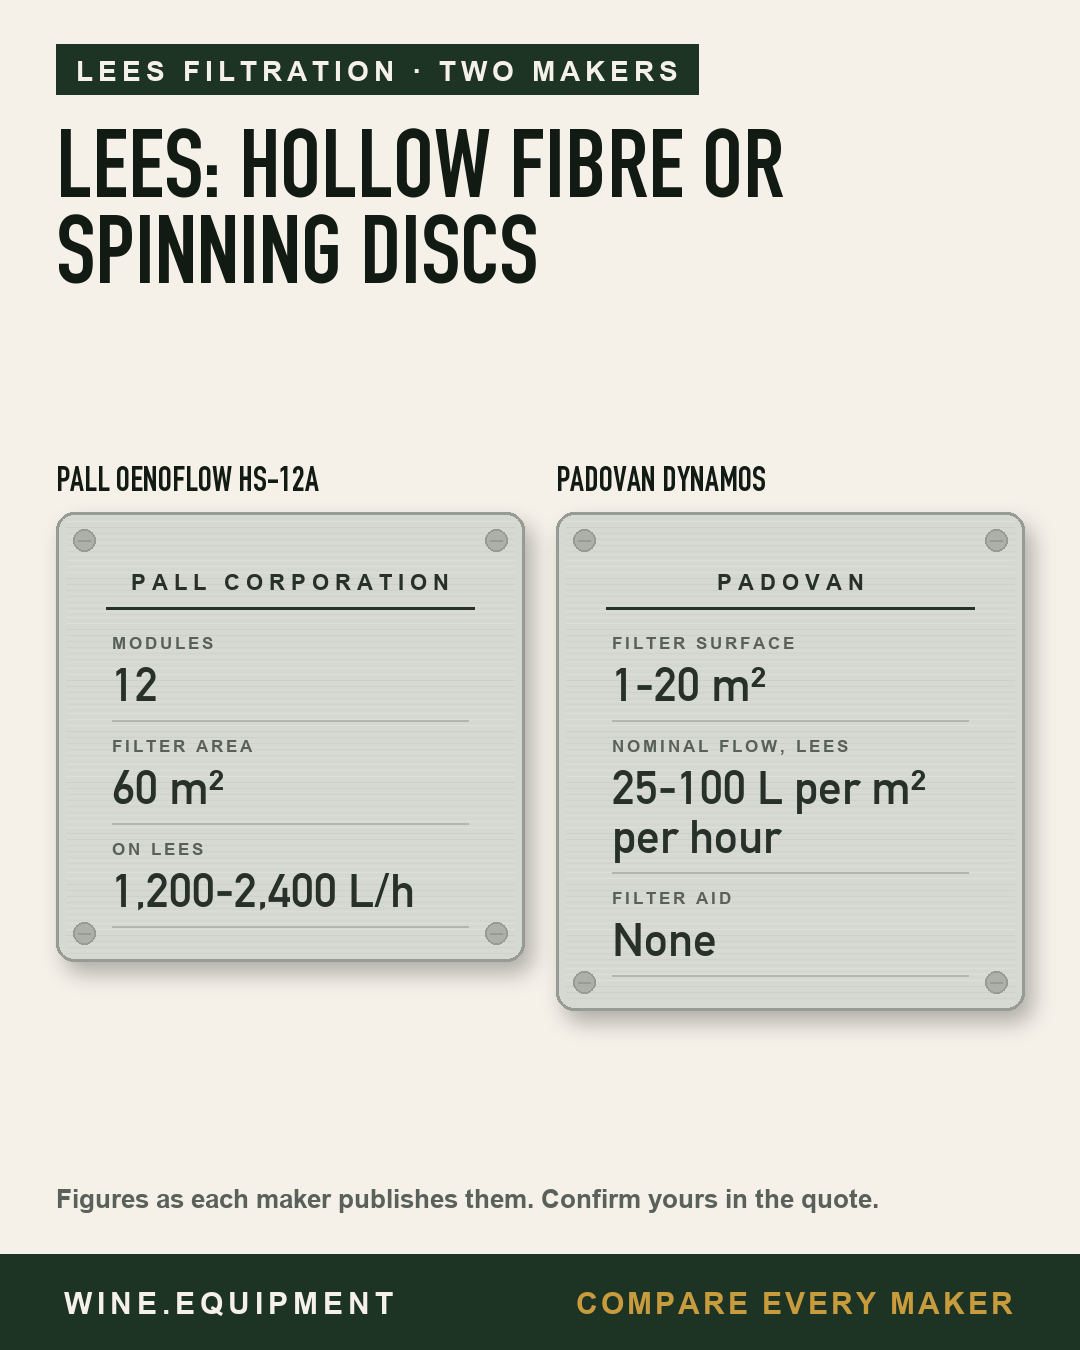 LEES FILTRATION · TWO MAKERS
LEES: HOLLOW FIBRE OR
SPINNING DISCS
PALL OENOFLOW HS-12A
PALL CORPORATION
MODULES
12
FILTER AREA
60 m²
ON LEES
1,200-2,400 L/h
PADOVAN DYNAMOS
PADOVAN
FILTER SURFACE
1-20 m²
NOMINAL FLOW, LEES
25-100 L per m²
per hour
FILTER AID
None
Figures as each maker publishes them. Confirm yours in the quote.
WINE.EQUIPMENT
COMPARE EVERY MAKER